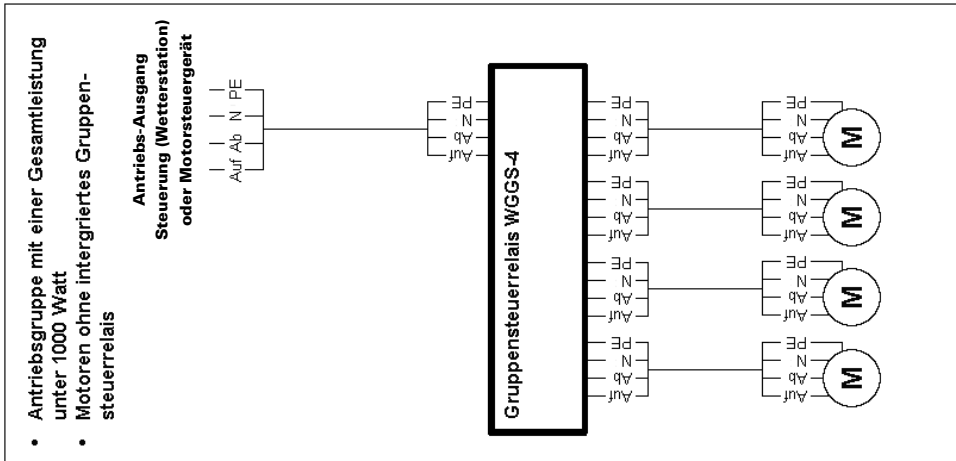 • Antriebsgruppe mit einer Gesamtleistung
unter 1000 Watt
• Motoren ohne intergriertes Gruppen-
steuerrelais
Antriebs-Ausgang
Steuerung (Wetterstation)
oder Motorsteuergerät
Auf Ab N PE
Auf Ab N PE
Gruppensteuerrelais WGGS-4
Auf Ab N PE
Auf Ab N PE
Auf Ab N PE
Auf Ab N PE
Auf Ab N PE
Auf Ab N PE
Auf Ab N PE
Auf Ab N PE
M
M
M
M